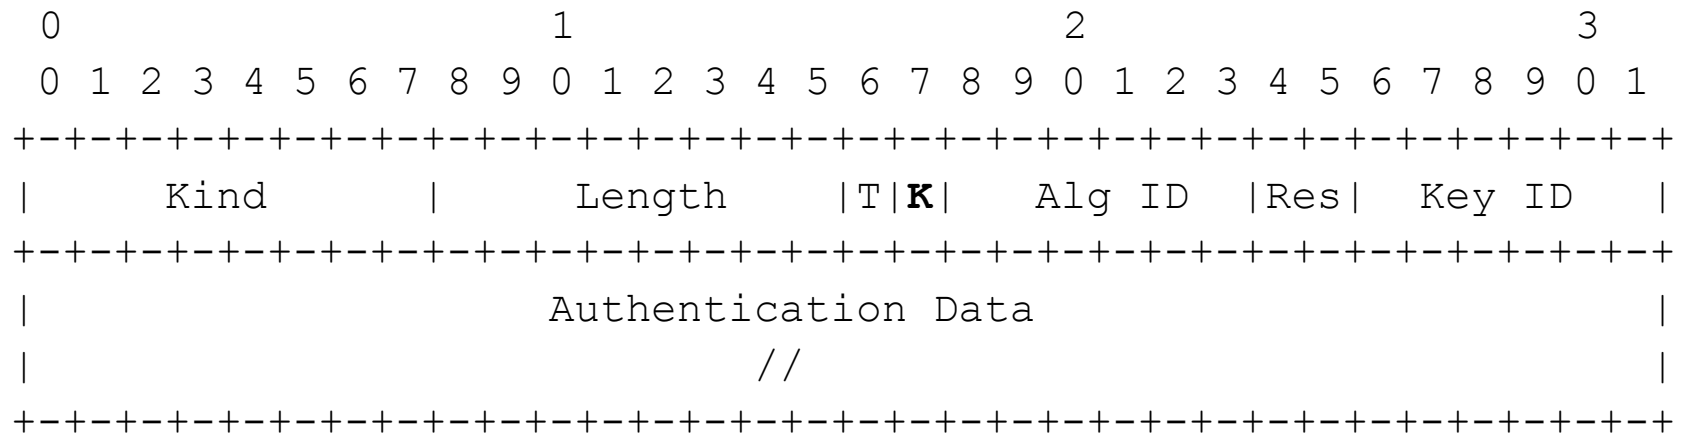 0                   1                   2                   3
 0 1 2 3 4 5 6 7 8 9 0 1 2 3 4 5 6 7 8 9 0 1 2 3 4 5 6 7 8 9 0 1
+-+-+-+-+-+-+-+-+-+-+-+-+-+-+-+-+-+-+-+-+-+-+-+-+-+-+-+-+-+-+-+-+
|     Kind      |     Length    |T|K|   Alg ID  |Res|  Key ID   |
+-+-+-+-+-+-+-+-+-+-+-+-+-+-+-+-+-+-+-+-+-+-+-+-+-+-+-+-+-+-+-+-+
|                    Authentication Data                        |
|                            //                                 |
+-+-+-+-+-+-+-+-+-+-+-+-+-+-+-+-+-+-+-+-+-+-+-+-+-+-+-+-+-+-+-+-+